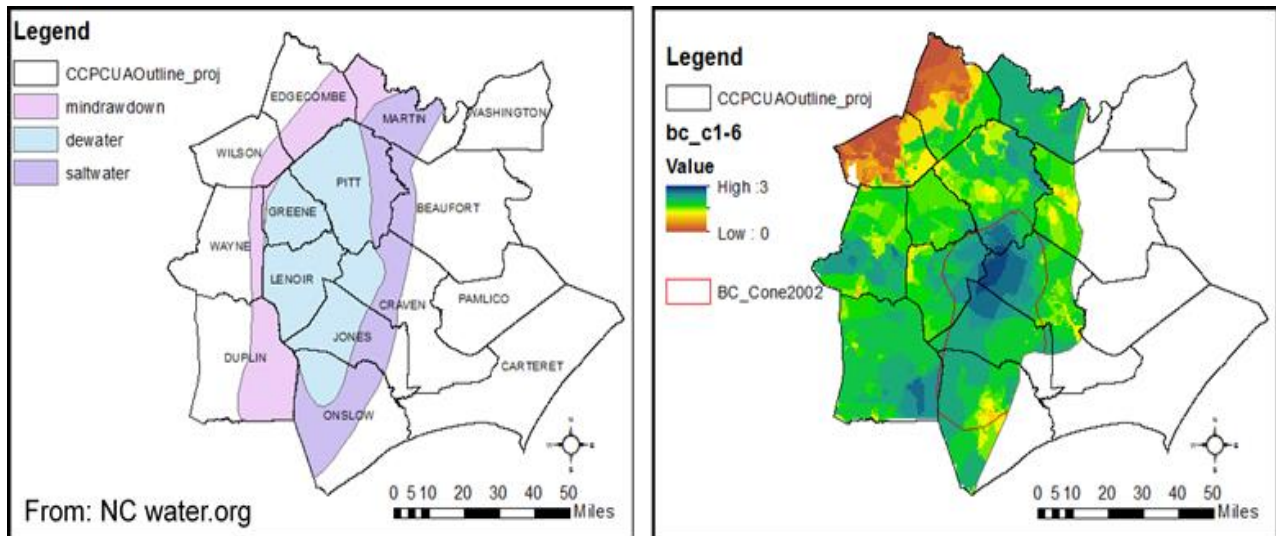 Legend
CCPCUAOutline_proj
mindrawdown
dewater
saltwater
EDGECOMBE
MARTIN
WASHINGTON
WILSON
PITT
GREENE
BEAUFORT
WAYNE
LENOIR
CRAVEN
PAMLICO
JONES
DUPLIN
CARTERET
ONSLOW
N
W E
S
0 5 10 20 30 40 50
Miles
From: NC water.org
Legend
CCPCUAOutline_proj
bc_c1-6
Value
High :3
Low : 0
BC_Cone2002
N
W E
S
0 5 10 20 30 40 50
Miles